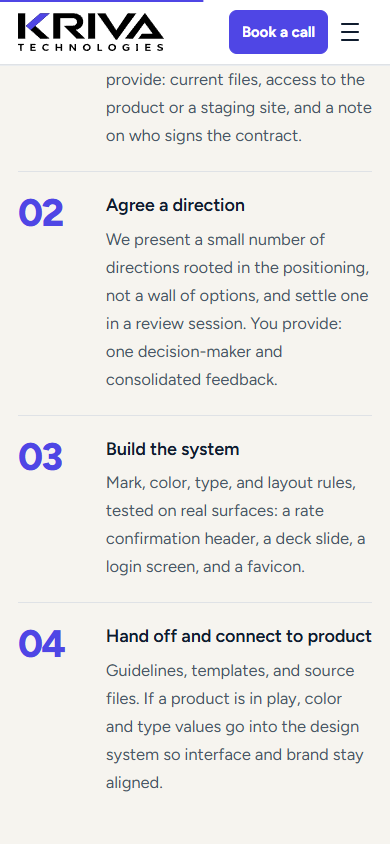 KRIVA
TECHNOLOGIES
Book a call
provide: current files, access to the
product or a staging site, and a note
on who signs the contract.
02
Agree a direction
We present a small number of
directions rooted in the positioning,
not a wall of options, and settle one
in a review session. You provide:
one decision-maker and
consolidated feedback.
03
Build the system
Mark, color, type, and layout rules,
tested on real surfaces: a rate
confirmation header, a deck slide, a
login screen, and a favicon.
04
Hand off and connect to product
Guidelines, templates, and source
files. If a product is in play, color
and type values go into the design
system so interface and brand stay
aligned.